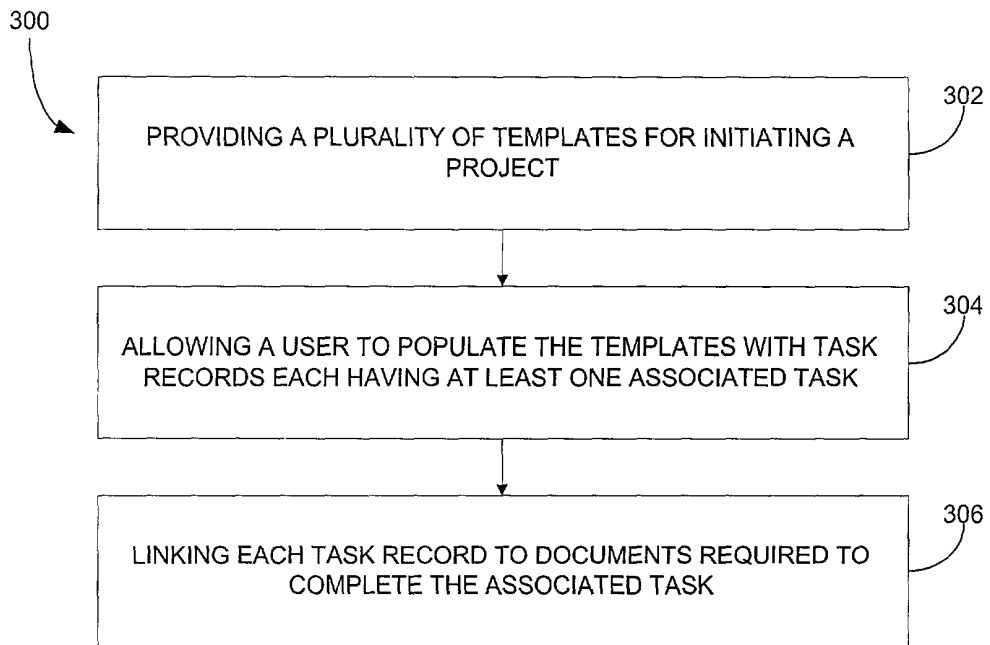 300
302
PROVIDING A PLURALITY OF TEMPLATES FOR INITIATING A
PROJECT
304
ALLOWING A USER TO POPULATE THE TEMPLATES WITH TASK
RECORDS EACH HAVING AT LEAST ONE ASSOCIATED TASK
306
LINKING EACH TASK RECORD TO DOCUMENTS REQUIRED TO
COMPLETE THE ASSOCIATED TASK